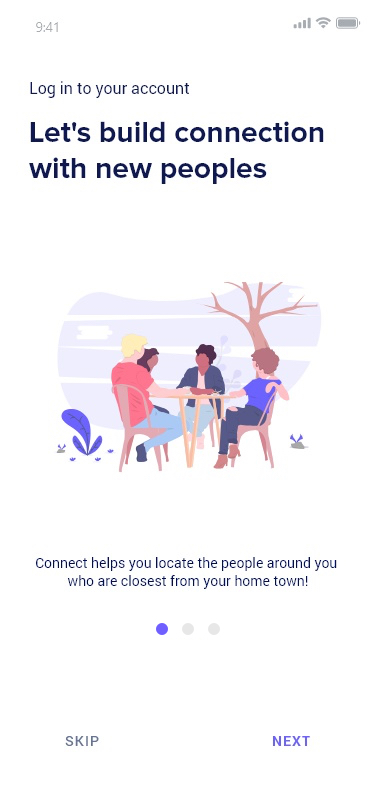 9:41
Log in to your account
Let's build connection
with new peoples
Connect helps you locate the people around you
who are closest from your home town!
SKIP
NEXT